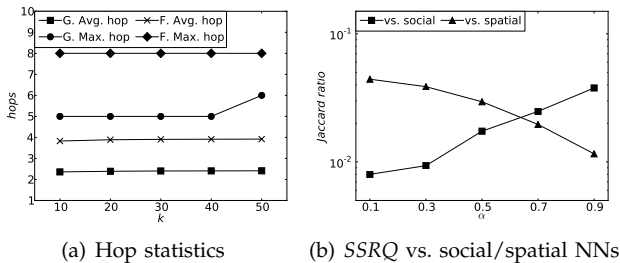 G. Avg. hop F. Avg. hop
G. Max. hop F. Max. hop
10
9
8
7
6
5
4
3
2
1
hops
10 20 30 40 50
k
(a) Hop statistics
vs. social vs. spatial
10⁻¹
10⁻²
Jaccard ratio
0.1 0.3 0.5 0.7 0.9
α
(b) SSRQ vs. social/spatial NNs